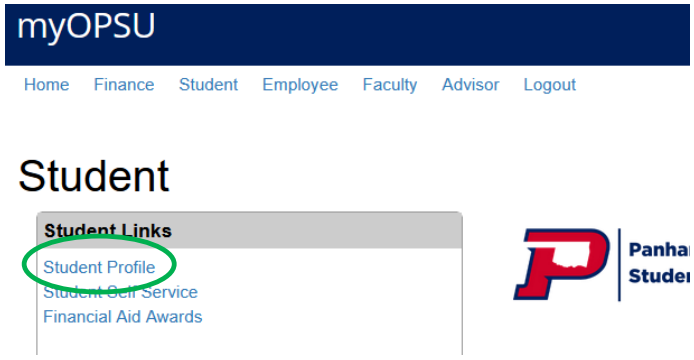 myOPSU
Home Finance Student Employee Faculty Advisor Logout
Student
Student Links
Student Profile
Student Self Service
Financial Aid Awards
P